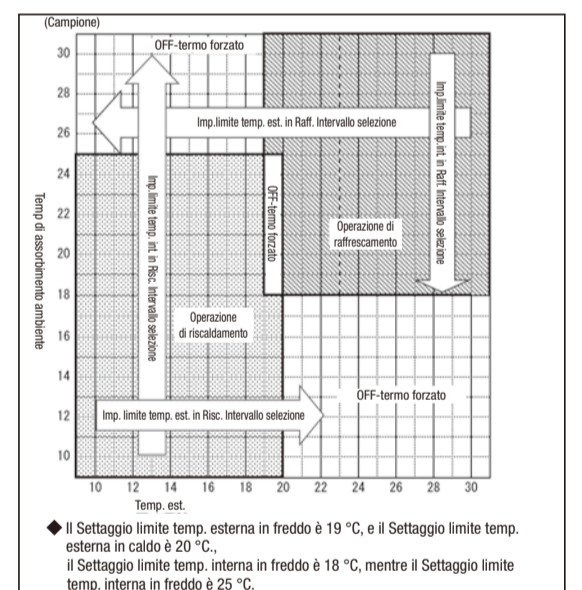 (Campione)
OFF-termo forzato
30
28
26
24
22
20
18
16
14
12
10
Temp di assorbimento ambiente
Imp.limite temp. est. in Raff. Intervallo selezione
Imp.limite temp.int. in Raff. Intervallo selezione
Imp.limite temp. int. in Risc. Intervallo selezione
OFF-termo forzato
Operazione di
raffrescamento
Operazione
di riscaldamento
OFF-termo forzato
Imp. limite temp. est. in Risc. Intervallo selezione
10 12 14 16 18 20 22 24 26 28 30
Temp. est.
◆ Il Settaggio limite temp. esterna in freddo è 19 °C, e il Settaggio limite temp.
esterna in caldo è 20 °C.,
il Settaggio limite temp. interna in freddo è 18 °C, mentre il Settaggio limite
temp. interna in freddo è 25 °C.